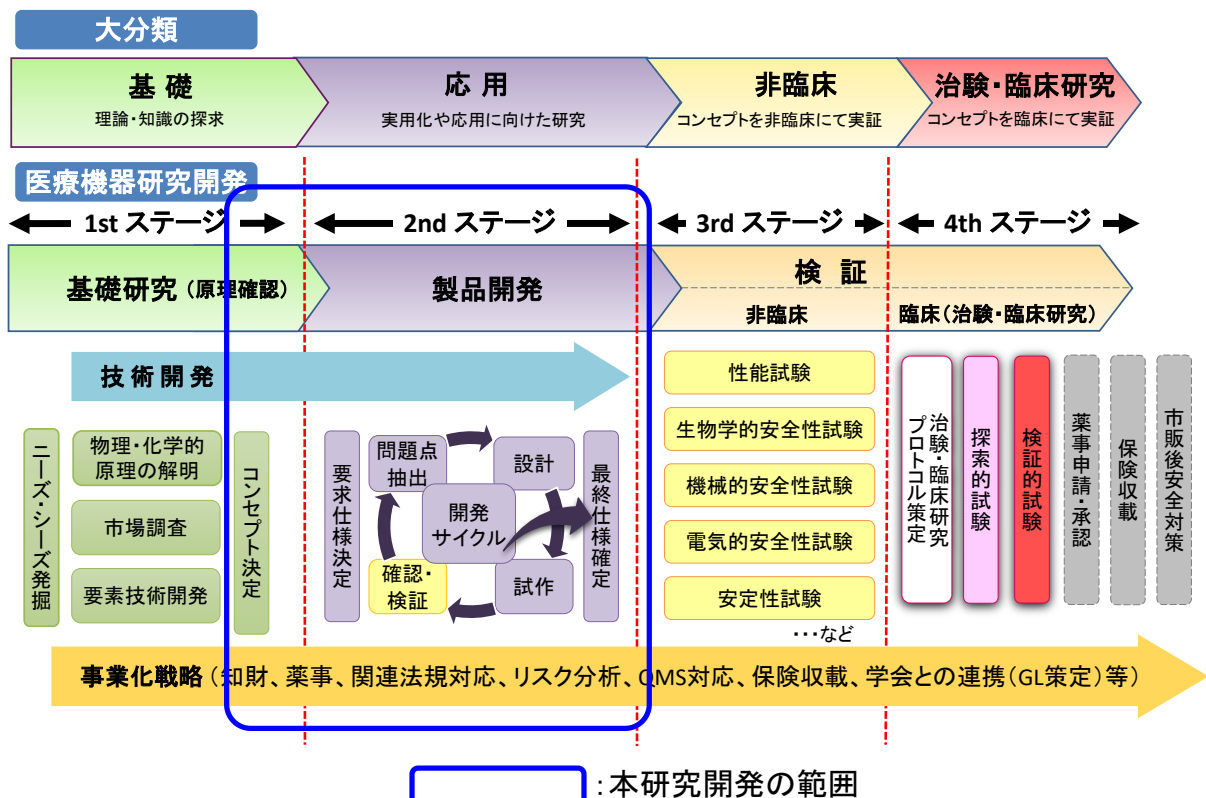 大分類
基 礎
理論・知識の探求
応 用
実用化や応用に向けた研究
非臨床
コンセプトを非臨床にて実証
治験・臨床研究
コンセプトを臨床にて実証
医療機器研究開発
1st ステージ
2nd ステージ
3rd ステージ
4th ステージ
基礎研究（原理確認）
製品開発
検 証
非臨床
臨床（治験・臨床研究）
技術開発
ニーズ・シーズ発掘
物理・化学的
原理の解明
市場調査
要素技術開発
コンセプト決定
要求仕様決定
問題点
抽出
設計
開発
サイクル
確認・
検証
試作
最終仕様確定
性能試験
生物学的安全性試験
機械的安全性試験
電気的安全性試験
安定性試験
・・・など
治験・臨床研究
プロトコル策定
探索的試験
検証的試験
薬事申請・承認
保険収載
市販後安全対策
事業化戦略（知財、薬事、関連法規対応、リスク分析、QMS対応、保険収載、学会との連携（GL策定）等）
：本研究開発の範囲